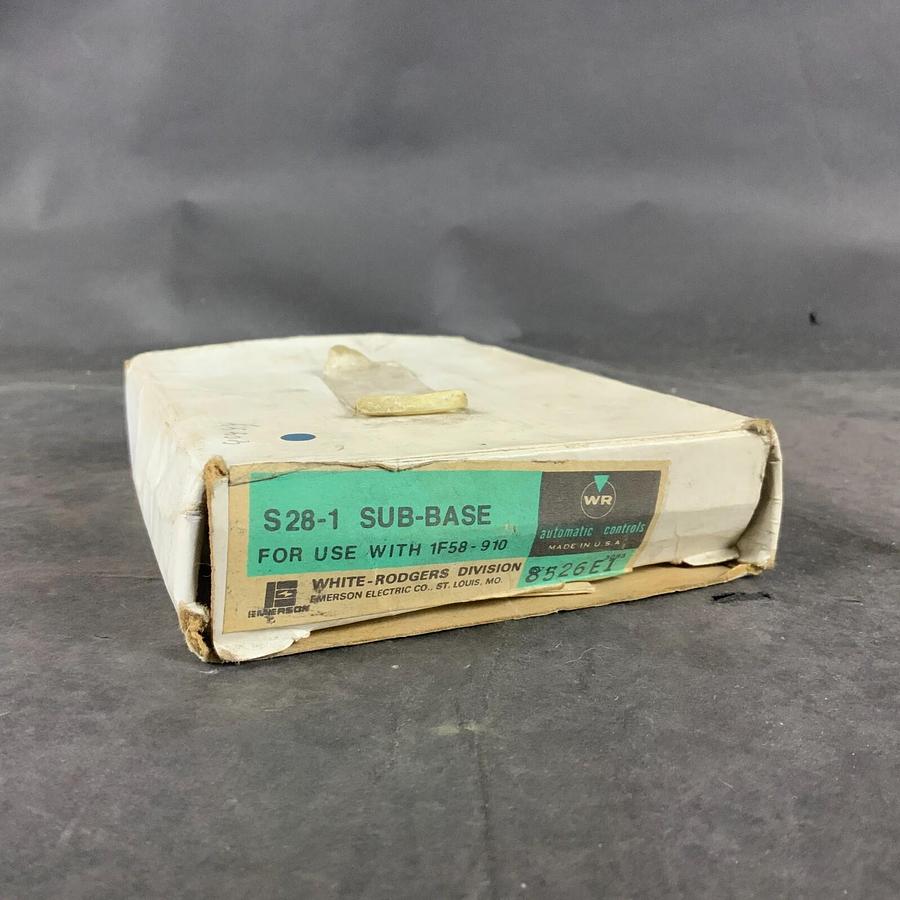 S28-1 SUB-BASE
FOR USE WITH 1F58-910
WR
automatic controls
MADE IN U.S.A.
EMERSON
WHITE-RODGERS DIVISION
EMERSON ELECTRIC CO., ST. LOUIS, MO.
8526E1